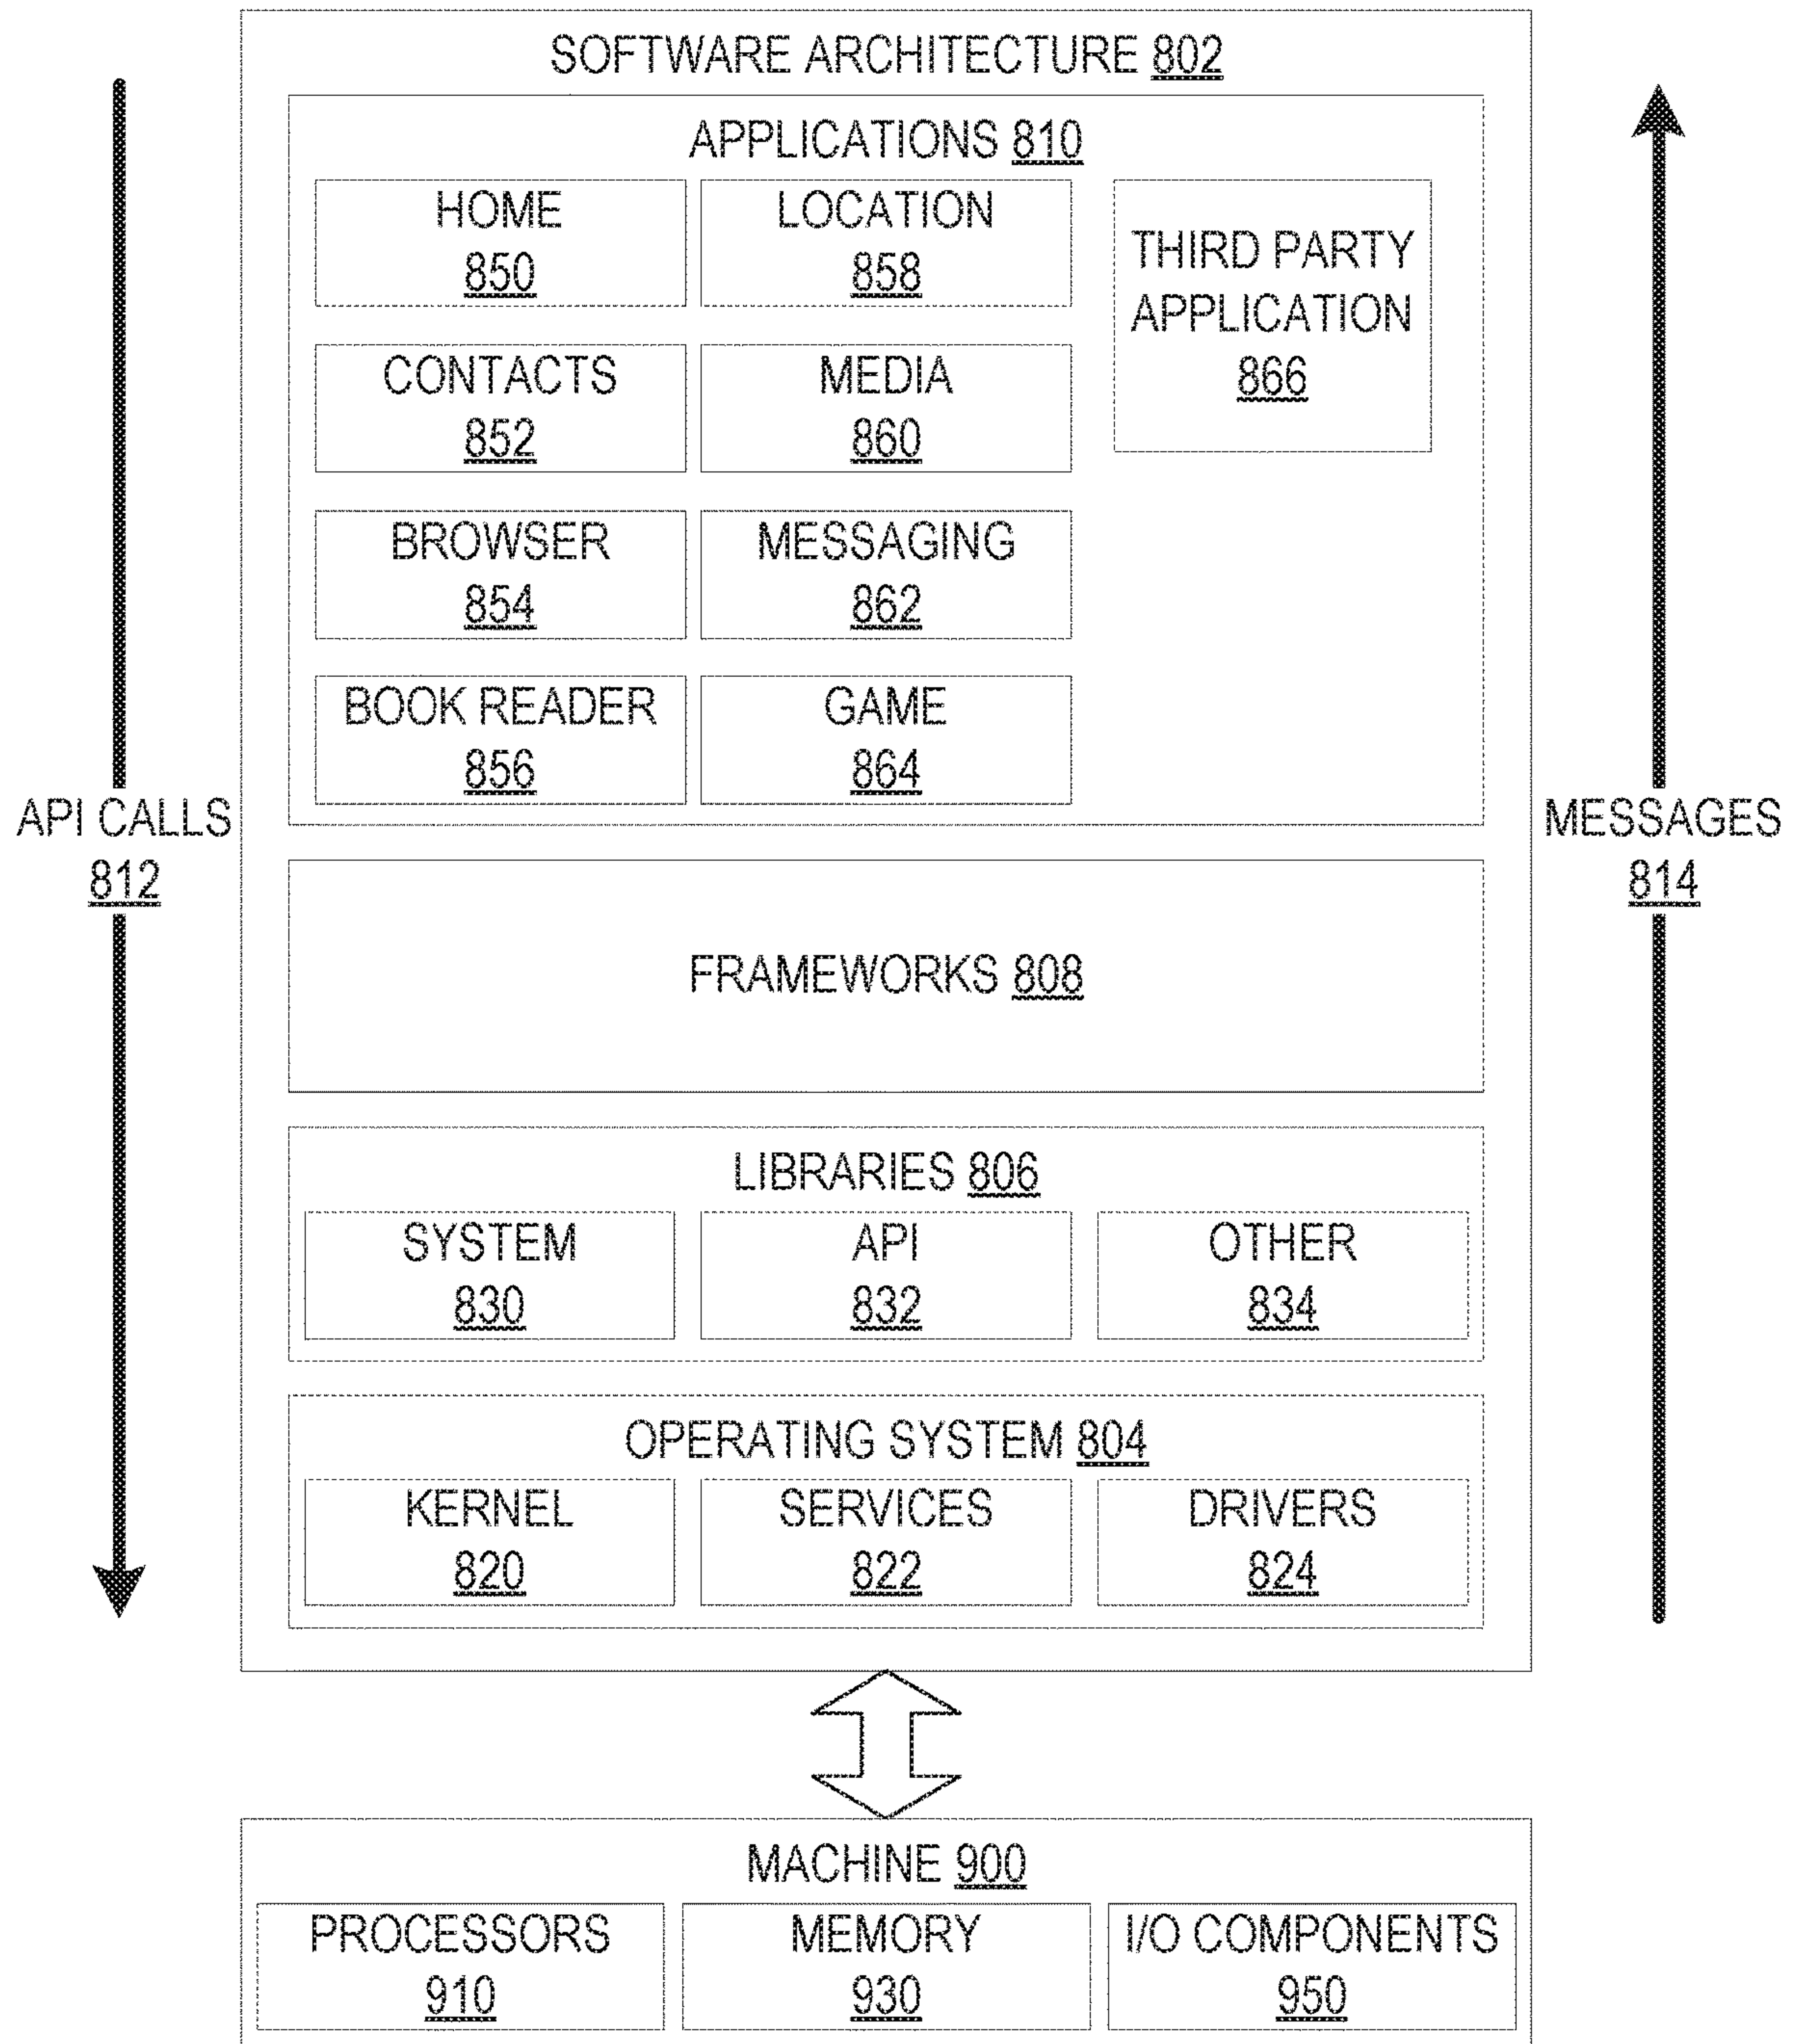 SOFTWARE ARCHITECTURE 802
APPLICATIONS 810
HOME
850
LOCATION
858
THIRD PARTY
APPLICATION
866
CONTACTS
852
MEDIA
860
BROWSER
854
MESSAGING
862
BOOK READER
856
GAME
864
API CALLS
812
MESSAGES
814
FRAMEWORKS 808
LIBRARIES 806
SYSTEM
830
API
832
OTHER
834
OPERATING SYSTEM 804
KERNEL
820
SERVICES
822
DRIVERS
824
MACHINE 900
PROCESSORS
910
MEMORY
930
I/O COMPONENTS
950